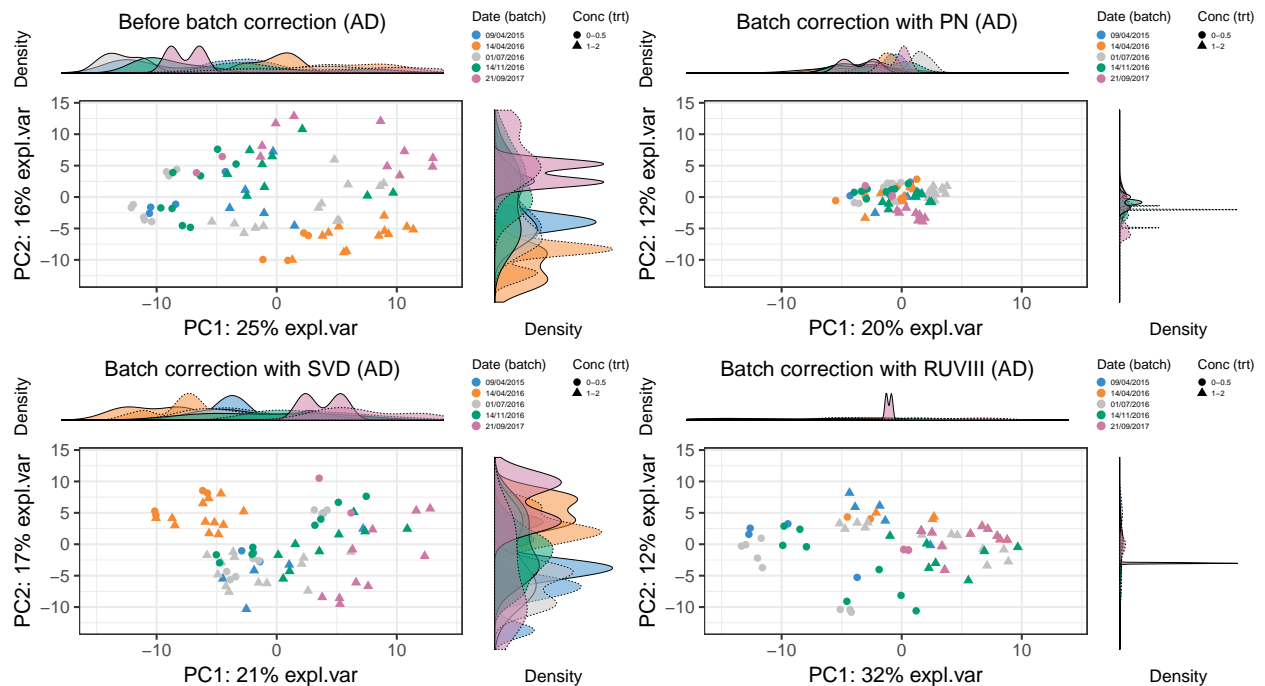 Before batch correction (AD)
Density
Date (batch)
09/04/2015
14/04/2016
01/07/2016
14/11/2016
21/09/2017
Conc (trt)
0–0.5
1–2
PC2: 16% expl.var
15
10
5
0
−5
−10
−10
0
10
PC1: 25% expl.var
Density
Batch correction with PN (AD)
Density
Date (batch)
09/04/2015
14/04/2016
01/07/2016
14/11/2016
21/09/2017
Conc (trt)
0–0.5
1–2
PC2: 12% expl.var
15
10
5
0
−5
−10
−10
0
10
PC1: 20% expl.var
Density
Batch correction with SVD (AD)
Density
Date (batch)
09/04/2015
14/04/2016
01/07/2016
14/11/2016
21/09/2017
Conc (trt)
0–0.5
1–2
PC2: 17% expl.var
15
10
5
0
−5
−10
−10
0
10
PC1: 21% expl.var
Density
Batch correction with RUVIII (AD)
Density
Date (batch)
09/04/2015
14/04/2016
01/07/2016
14/11/2016
21/09/2017
Conc (trt)
0–0.5
1–2
PC2: 12% expl.var
15
10
5
0
−5
−10
−10
0
10
PC1: 32% expl.var
Density